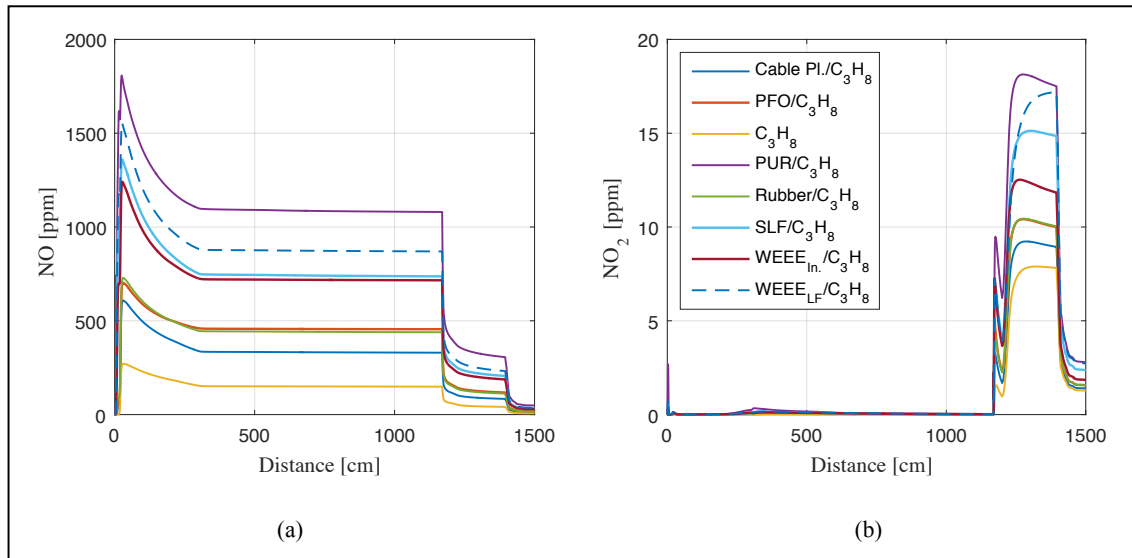 2000
1500
1000
500
0
NO [ppm]
0
500
1000
1500
Distance [cm]
(a)
20
15
10
5
0
NO2 [ppm]
Cable Pl./C3H8
PFO/C3H8
C3H8
PUR/C3H8
Rubber/C3H8
SLF/C3H8
WEEEIn./C3H8
WEEELF/C3H8
0
500
1000
1500
Distance [cm]
(b)